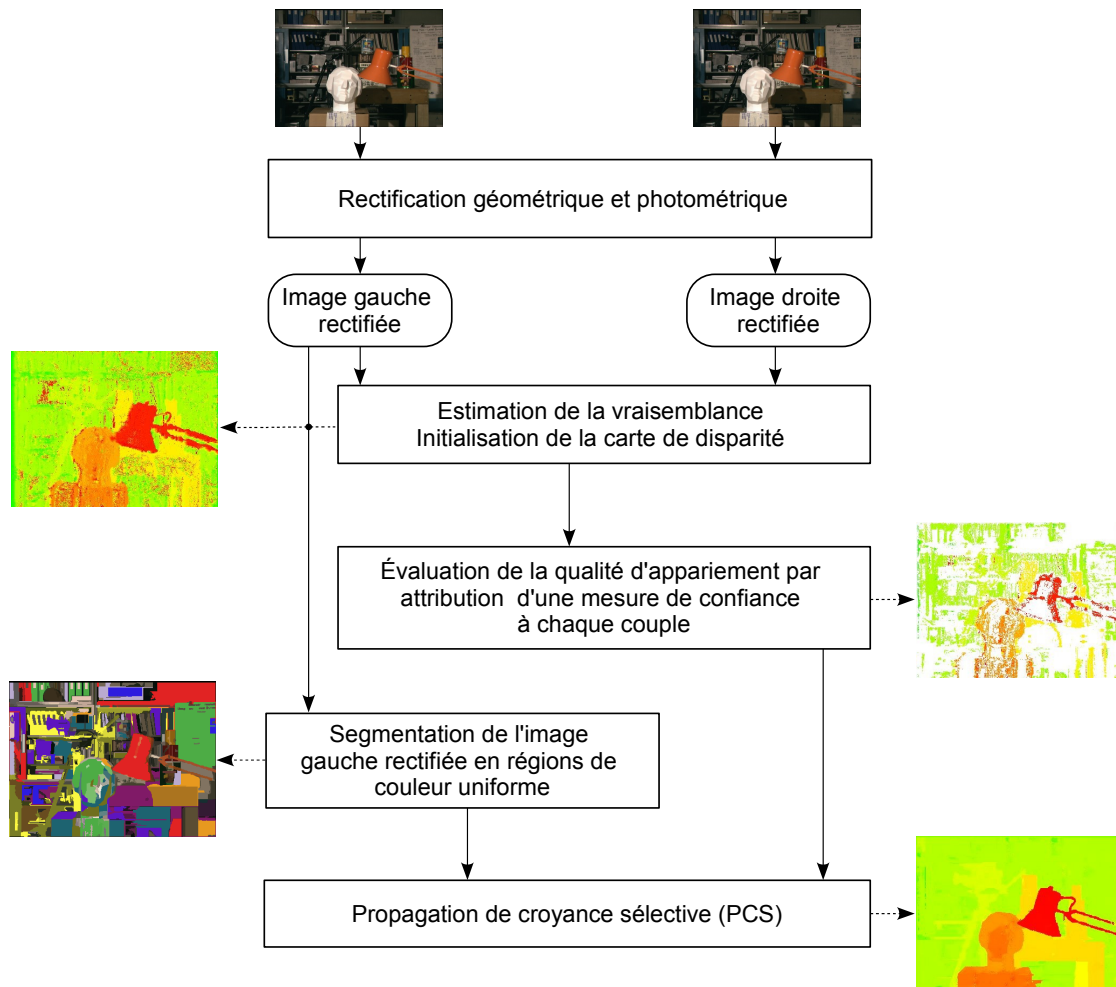 Rectification géométrique et photométrique
Image gauche
rectifiée
Image droite
rectifiée
Estimation de la vraisemblance
Initialisation de la carte de disparité
Évaluation de la qualité d'appariement par
attribution d'une mesure de confiance
à chaque couple
Segmentation de l'image
gauche rectifiée en régions de
couleur uniforme
Propagation de croyance sélective (PCS)